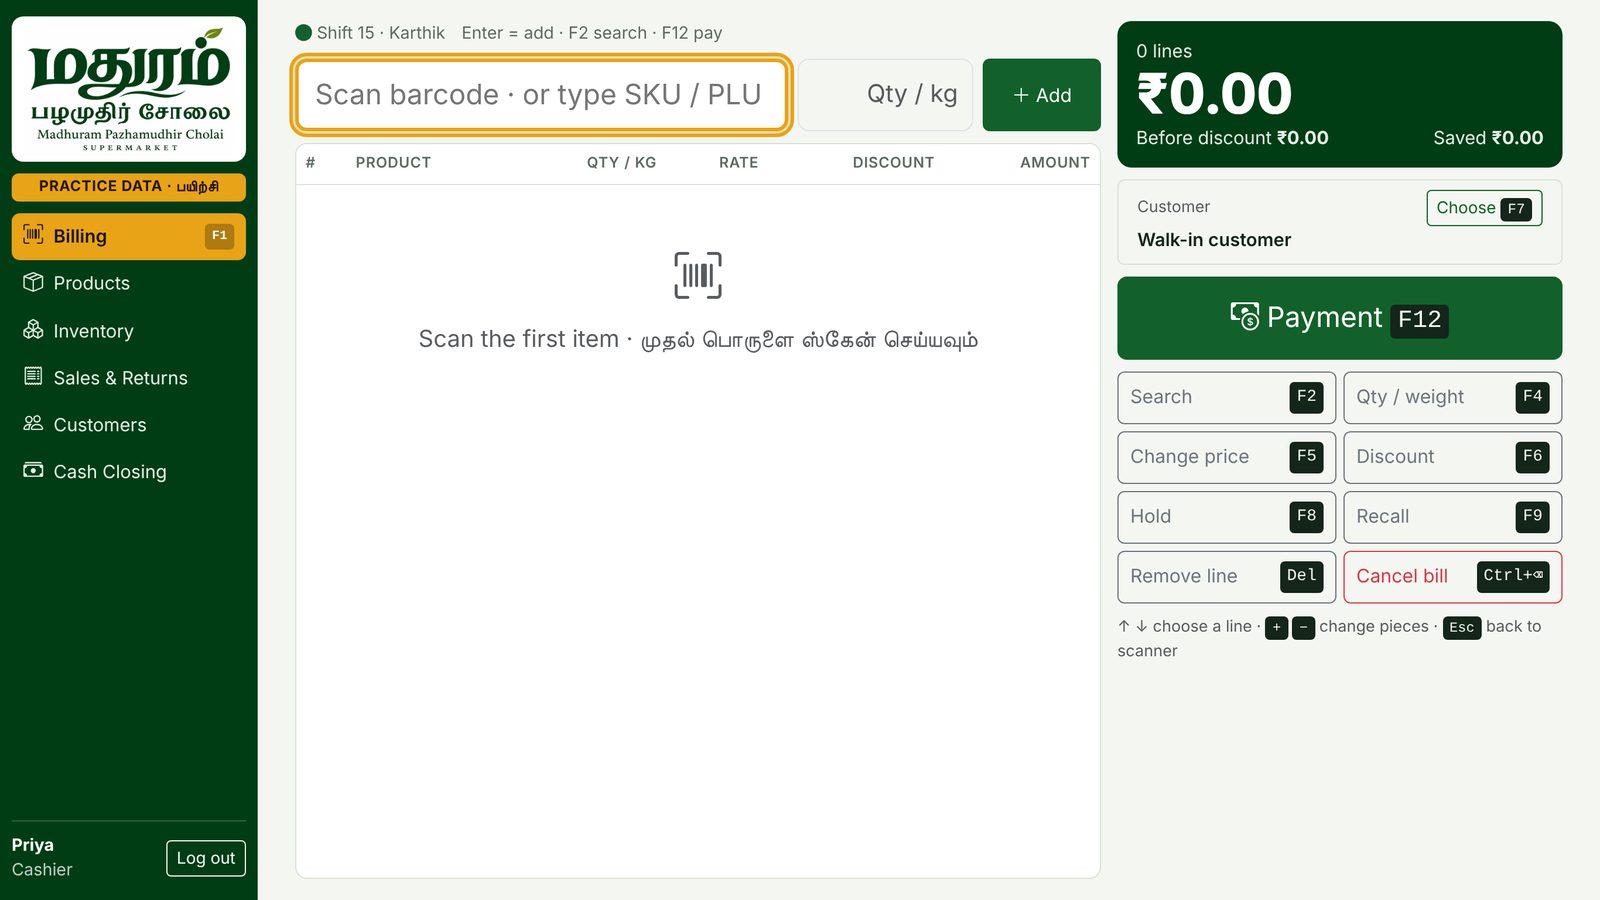 மதுரம்
பழமுதிர் சோலை
Madhuram Pazhamudhir Cholai
SUPERMARKET
PRACTICE DATA · பயிற்சி
Billing F1
Products
Inventory
Sales & Returns
Customers
Cash Closing
Priya
Cashier
Log out
Shift 15 · Karthik Enter = add · F2 search · F12 pay
Scan barcode · or type SKU / PLU
Qty / kg
+ Add
# PRODUCT QTY / KG RATE DISCOUNT AMOUNT
Scan the first item · முதல் பொருளை ஸ்கேன் செய்யவும்
0 lines
₹0.00
Before discount ₹0.00 Saved ₹0.00
Customer
Choose F7
Walk-in customer
Payment F12
Search F2 Qty / weight F4
Change price F5 Discount F6
Hold F8 Recall F9
Remove line Del Cancel bill Ctrl+⌫
↑ ↓ choose a line · + − change pieces · Esc back to
scanner